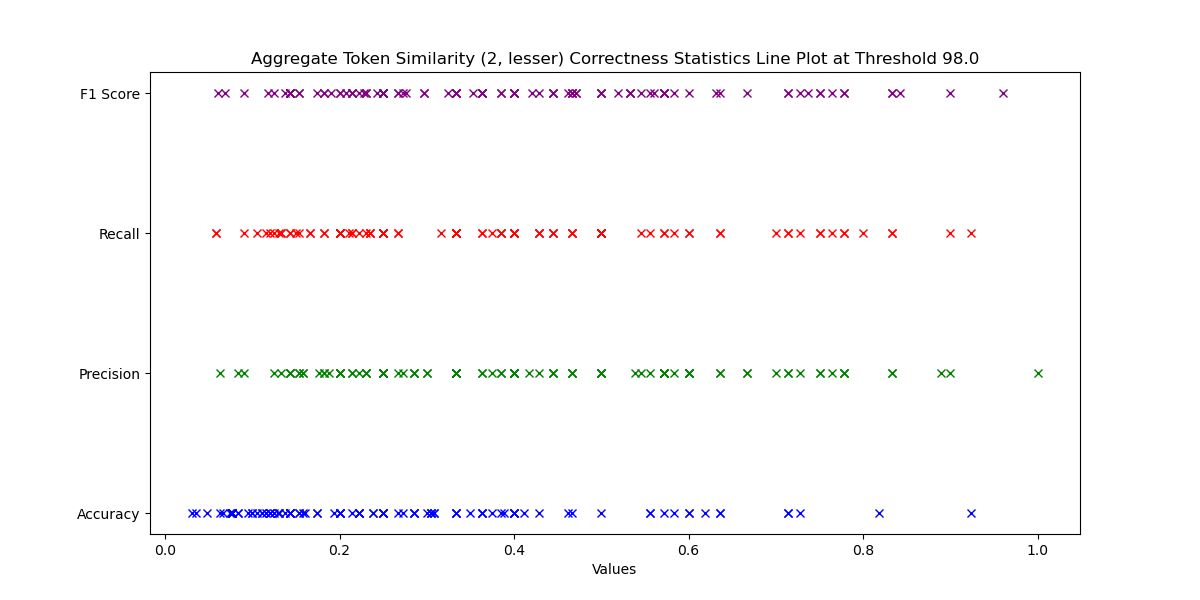 Aggregate Token Similarity (2, lesser) Correctness Statistics Line Plot at Threshold 98.0
F1 Score
Recall
Precision
Accuracy
0.0 0.2 0.4 0.6 0.8 1.0
Values